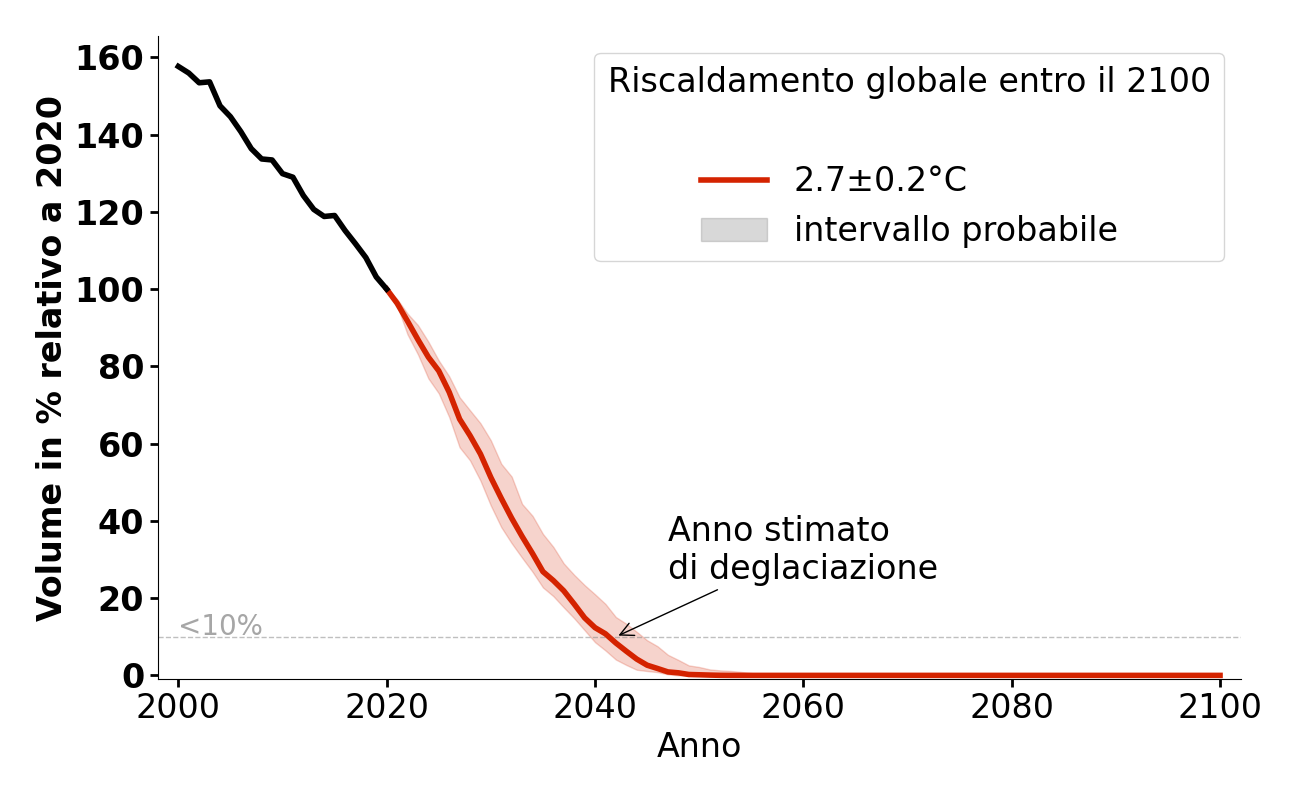 Volume in % relativo a 2020
160
140
120
100
80
60
40
20
0
Riscaldamento globale entro il 2100
2.7±0.2°C
intervallo probabile
Anno stimato
di deglaciazione
<10%
2000 2020 2040 2060 2080 2100
Anno